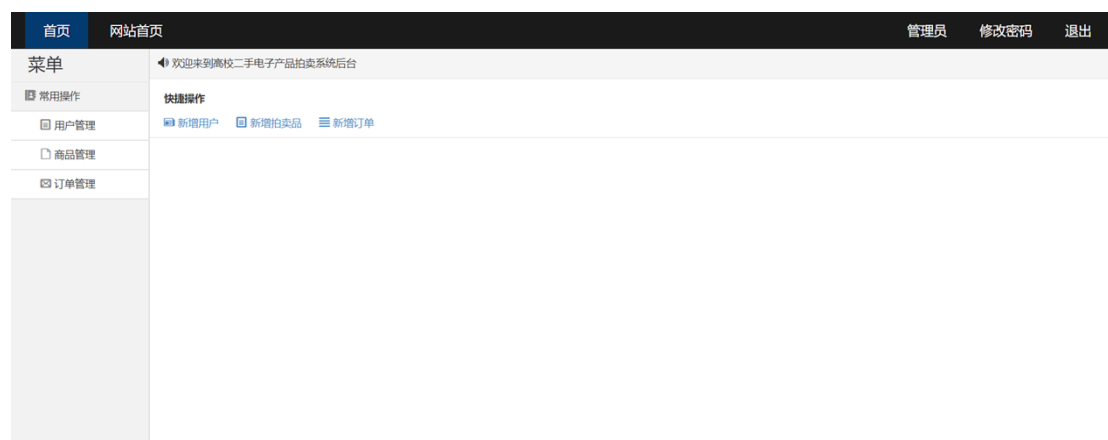 首页 网站首页 管理员 修改密码 退出
菜单
欢迎来到高校二手电子产品拍卖系统后台
常用操作
快捷操作
用户管理
新增用户 新增拍卖品 新增订单
商品管理
订单管理